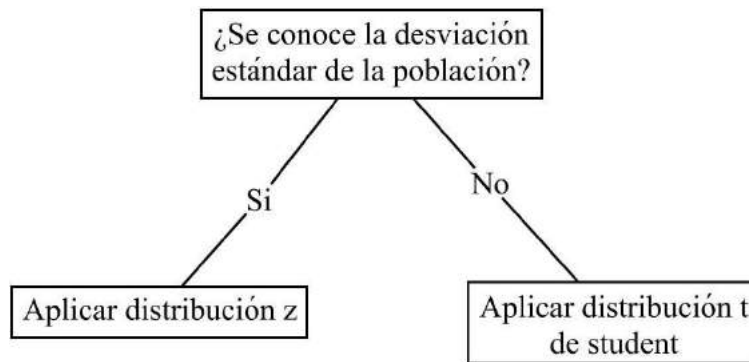 ¿Se conoce la desviación
estándar de la población?
Si
No
Aplicar distribución z
Aplicar distribución t
de student